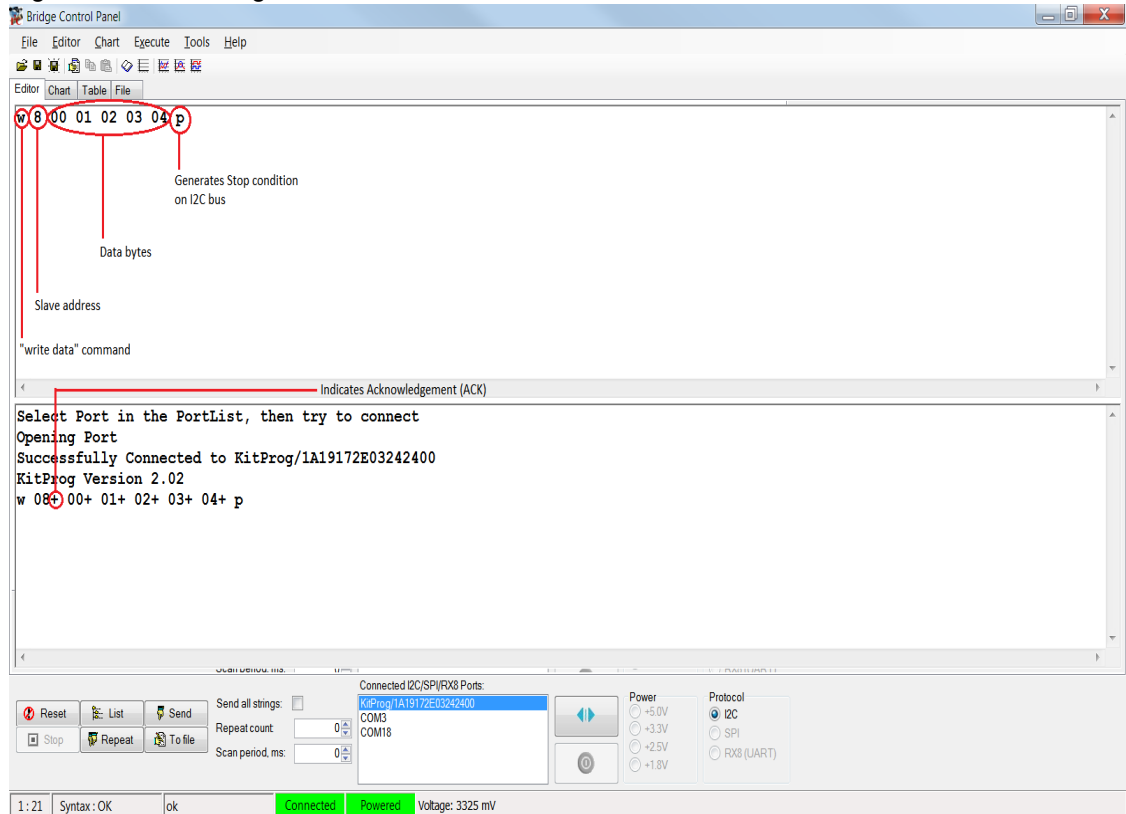 Bridge Control Panel
File Editor Chart Execute Tools Help
Editor Chart Table File
w 8 00 01 02 03 04 p
Generates Stop condition
on I2C bus
Data bytes
Slave address
"write data" command
Indicates Acknowledgement (ACK)
Select Port in the PortList, then try to connect
Opening Port
Successfully Connected to KitProg/1A19172E03242400
KitProg Version 2.02
w 08+ 00+ 01+ 02+ 03+ 04+ p
Connected I2C/SPI/RX8 Ports:
Reset List Send
Stop Repeat To file
Send all strings:
Repeat count: 0
Scan period, ms: 0
KitProg/1A19172E03242400
COM3
COM18
Power
+5.0V
+3.3V
+2.5V
+1.8V
Protocol
I2C
SPI
RX8 (UART)
1 : 21 Syntax : OK ok Connected Powered Voltage: 3325 mV